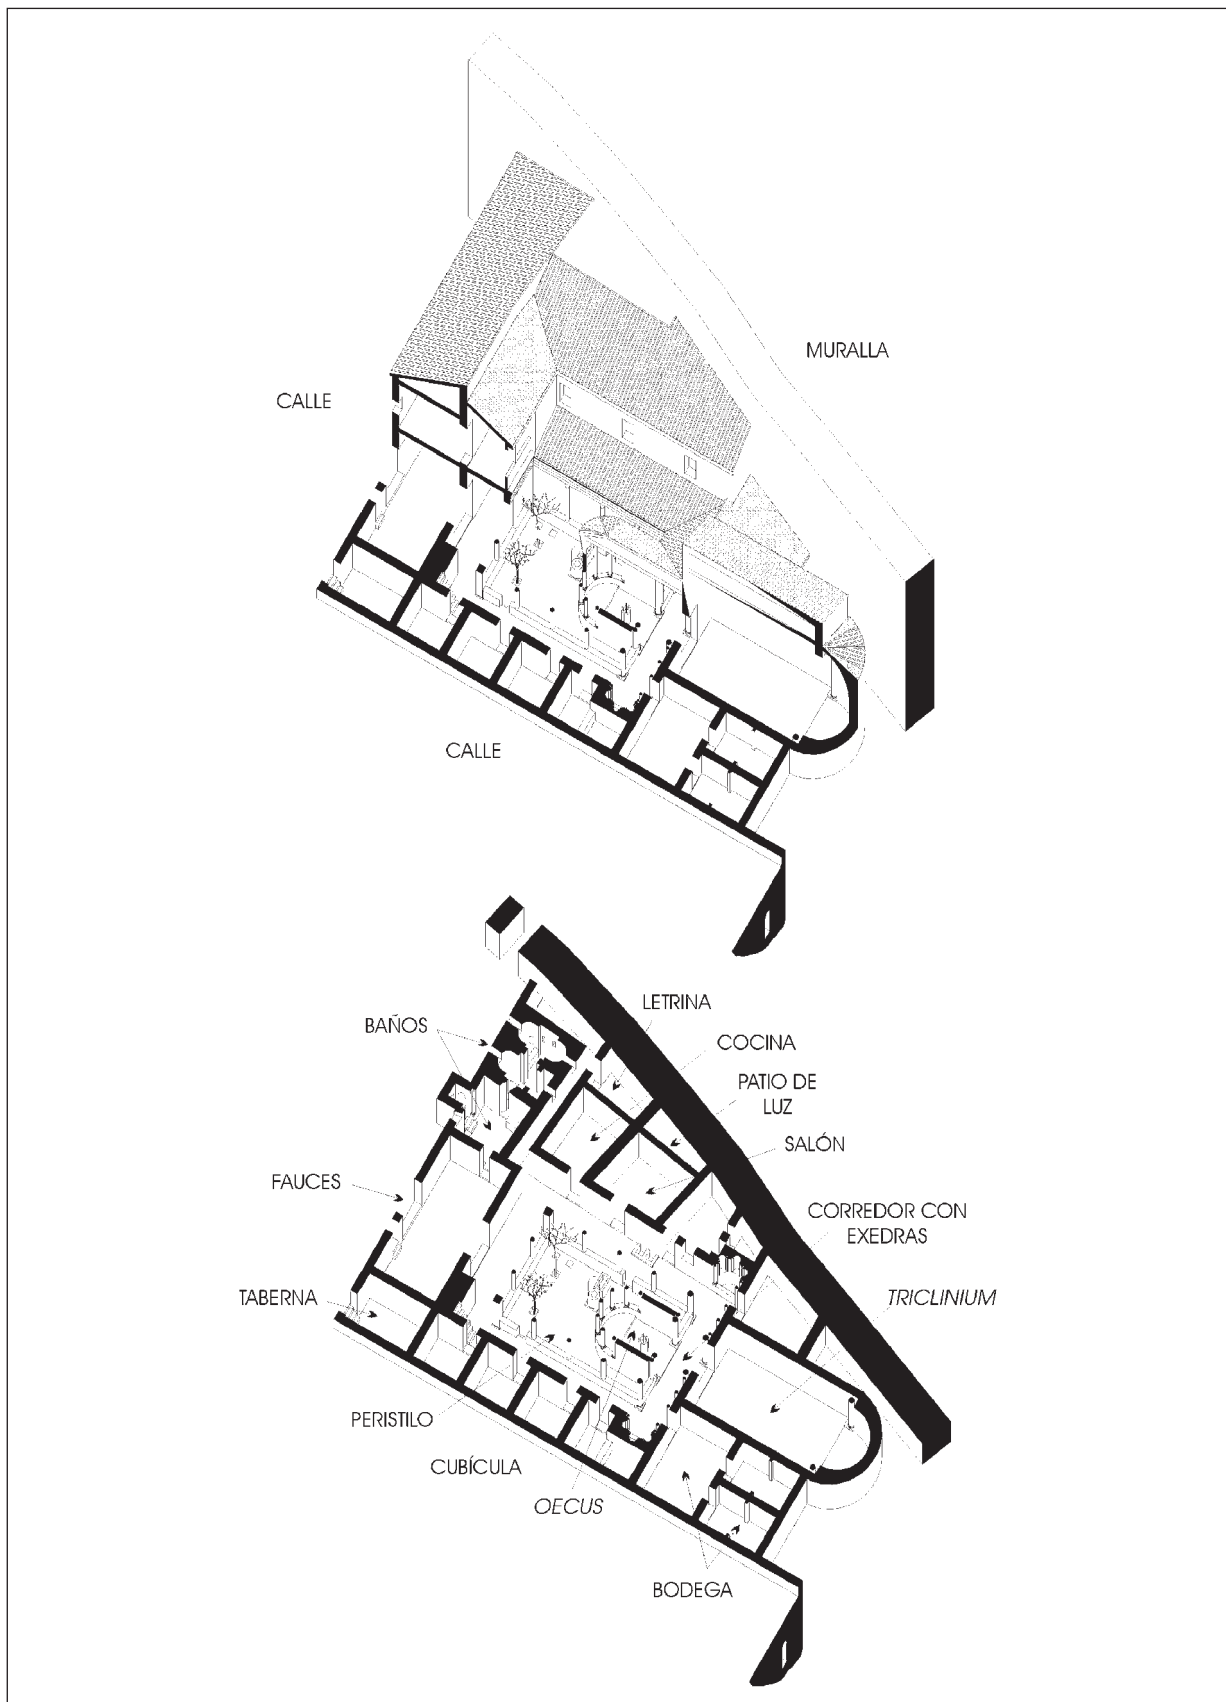 MURALLA
CALLE
CALLE
LETRINA
BAÑOS
COCINA
PATIO DE
LUZ
SALÓN
FAUCES
CORREDOR CON
EXEDRAS
TABERNA
TRICLINIUM
PERISTILO
CUBÍCULA
OECUS
BODEGA